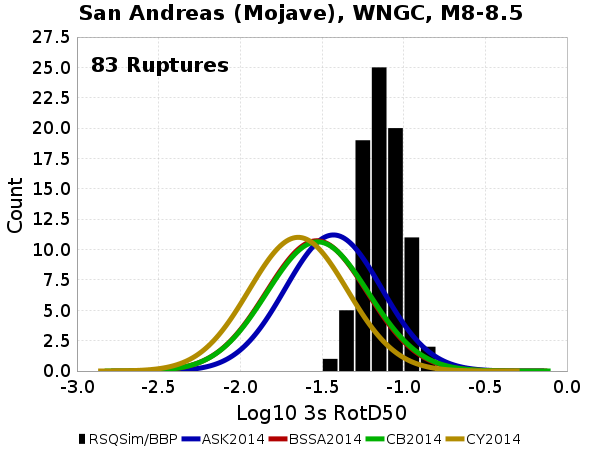 San Andreas (Mojave), WNGC, M8-8.5
83 Ruptures
Count
27.5
25.0
22.5
20.0
17.5
15.0
12.5
10.0
7.5
5.0
2.5
0.0
-3.0 -2.5 -2.0 -1.5 -1.0 -0.5 0.0
Log10 3s RotD50
RSQSim/BBP ASK2014 BSSA2014 CB2014 CY2014